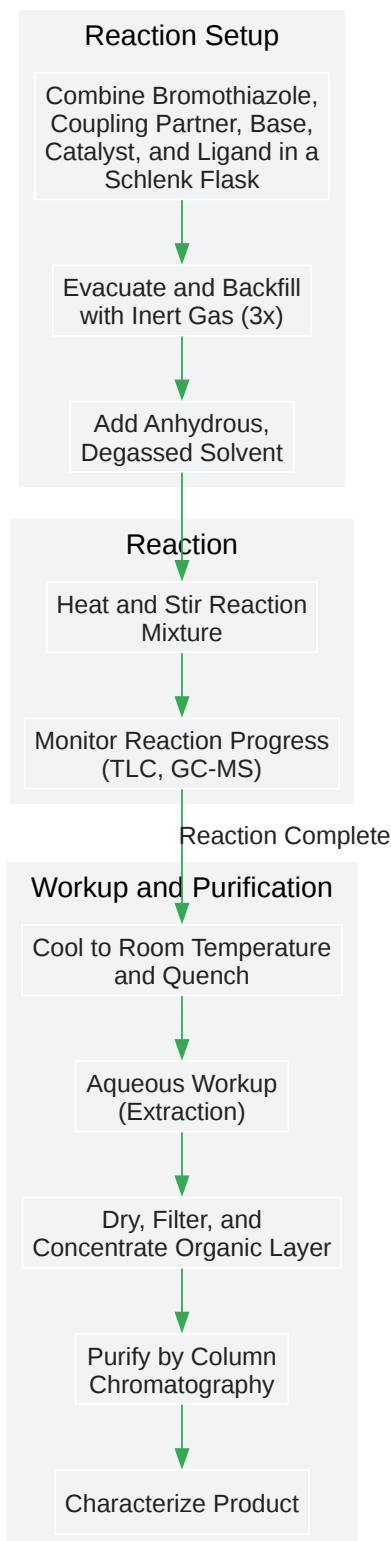 Reaction Setup
Combine Bromothiazole,
Coupling Partner, Base,
Catalyst, and Ligand in a
Schlenk Flask
Evacuate and Backfill
with Inert Gas (3x)
Add Anhydrous,
Degassed Solvent
Reaction
Heat and Stir Reaction
Mixture
Monitor Reaction Progress
(TLC, GC-MS)
Reaction Complete
Workup and Purification
Cool to Room Temperature
and Quench
Aqueous Workup
(Extraction)
Dry, Filter, and
Concentrate Organic Layer
Purify by Column
Chromatography
Characterize Product